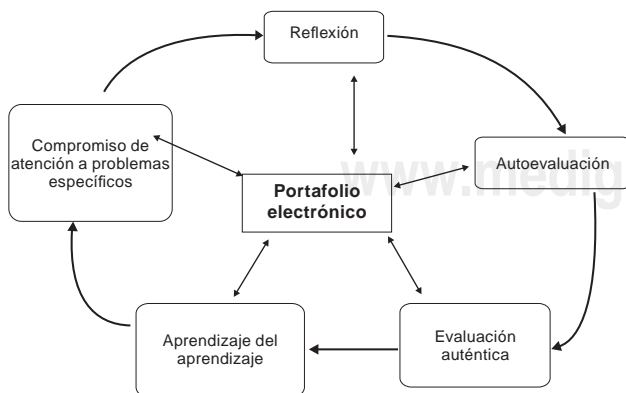 Reflexión
Compromiso de
atención a problemas
específicos
Autoevaluación
www.medig
Portafolio
electrónico
Aprendizaje del
aprendizaje
Evaluación
auténtica